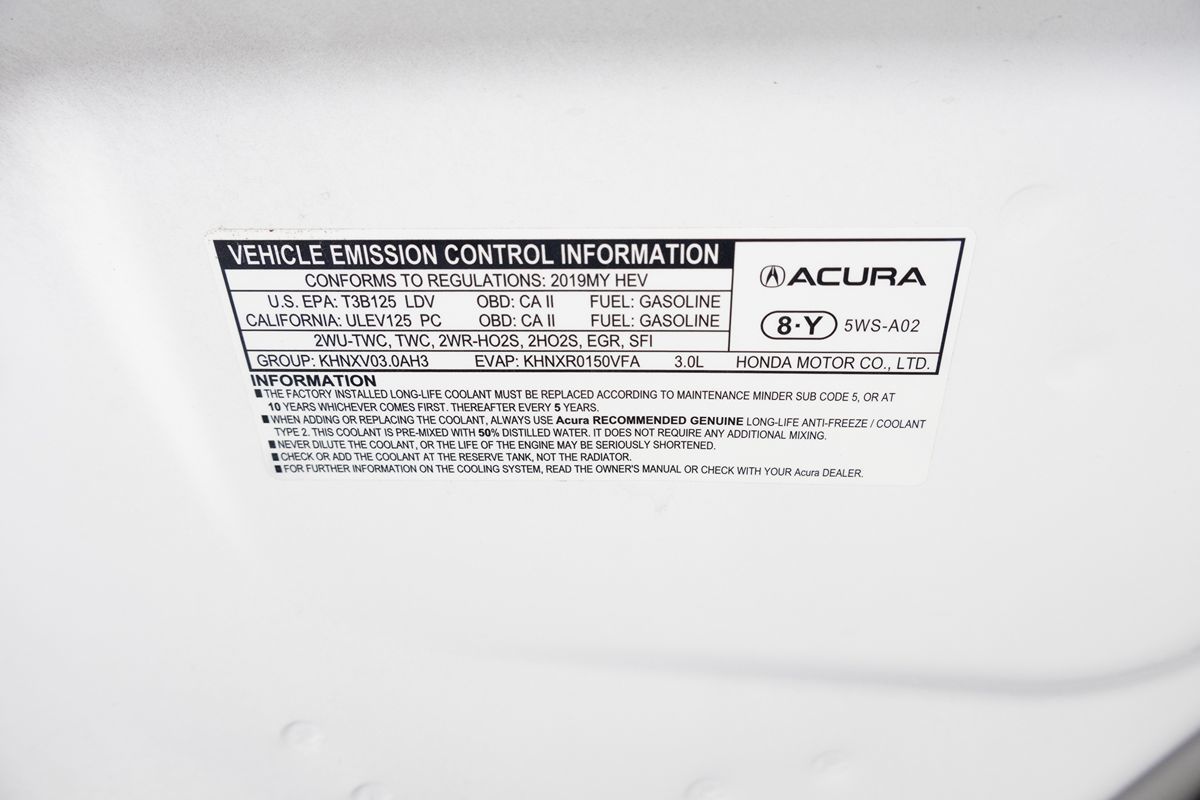 VEHICLE EMISSION CONTROL INFORMATION
CONFORMS TO REGULATIONS: 2019MY HEV
U.S. EPA: T3B125 LDV OBD: CA II FUEL: GASOLINE
CALIFORNIA: ULEV125 PC OBD: CA II FUEL: GASOLINE
2WU-TWC, TWC, 2WR-HO2S, 2HO2S, EGR, SFI
GROUP: KHNXV03.0AH3 EVAP: KHNXR0150VFA 3.0L
ACURA
8·Y 5WS-A02
HONDA MOTOR CO., LTD.
INFORMATION
■THE FACTORY INSTALLED LONG-LIFE COOLANT MUST BE REPLACED ACCORDING TO MAINTENANCE MINDER SUB CODE 5, OR AT
10 YEARS WHICHEVER COMES FIRST. THEREAFTER EVERY 5 YEARS.
■WHEN ADDING OR REPLACING THE COOLANT, ALWAYS USE Acura RECOMMENDED GENUINE LONG-LIFE ANTI-FREEZE / COOLANT
TYPE 2. THIS COOLANT IS PRE-MIXED WITH 50% DISTILLED WATER. IT DOES NOT REQUIRE ANY ADDITIONAL MIXING.
■NEVER DILUTE THE COOLANT, OR THE LIFE OF THE ENGINE MAY BE SERIOUSLY SHORTENED.
■CHECK OR ADD THE COOLANT AT THE RESERVE TANK, NOT THE RADIATOR.
■FOR FURTHER INFORMATION ON THE COOLING SYSTEM, READ THE OWNER'S MANUAL OR CHECK WITH YOUR Acura DEALER.